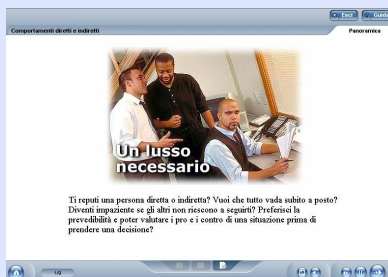 Esci
Guida
Comportamenti diretti e indiretti
Panoramica
Un lusso
necessario
Ti reputi una persona diretta o indiretta? Vuoi che tutto vada subito a posto?
Diventi impaziente se gli altri non riescono a seguirti? Preferisci la
prevedibilità e poter valutare i pro e i contro di una situazione prima di
prendere una decisione?